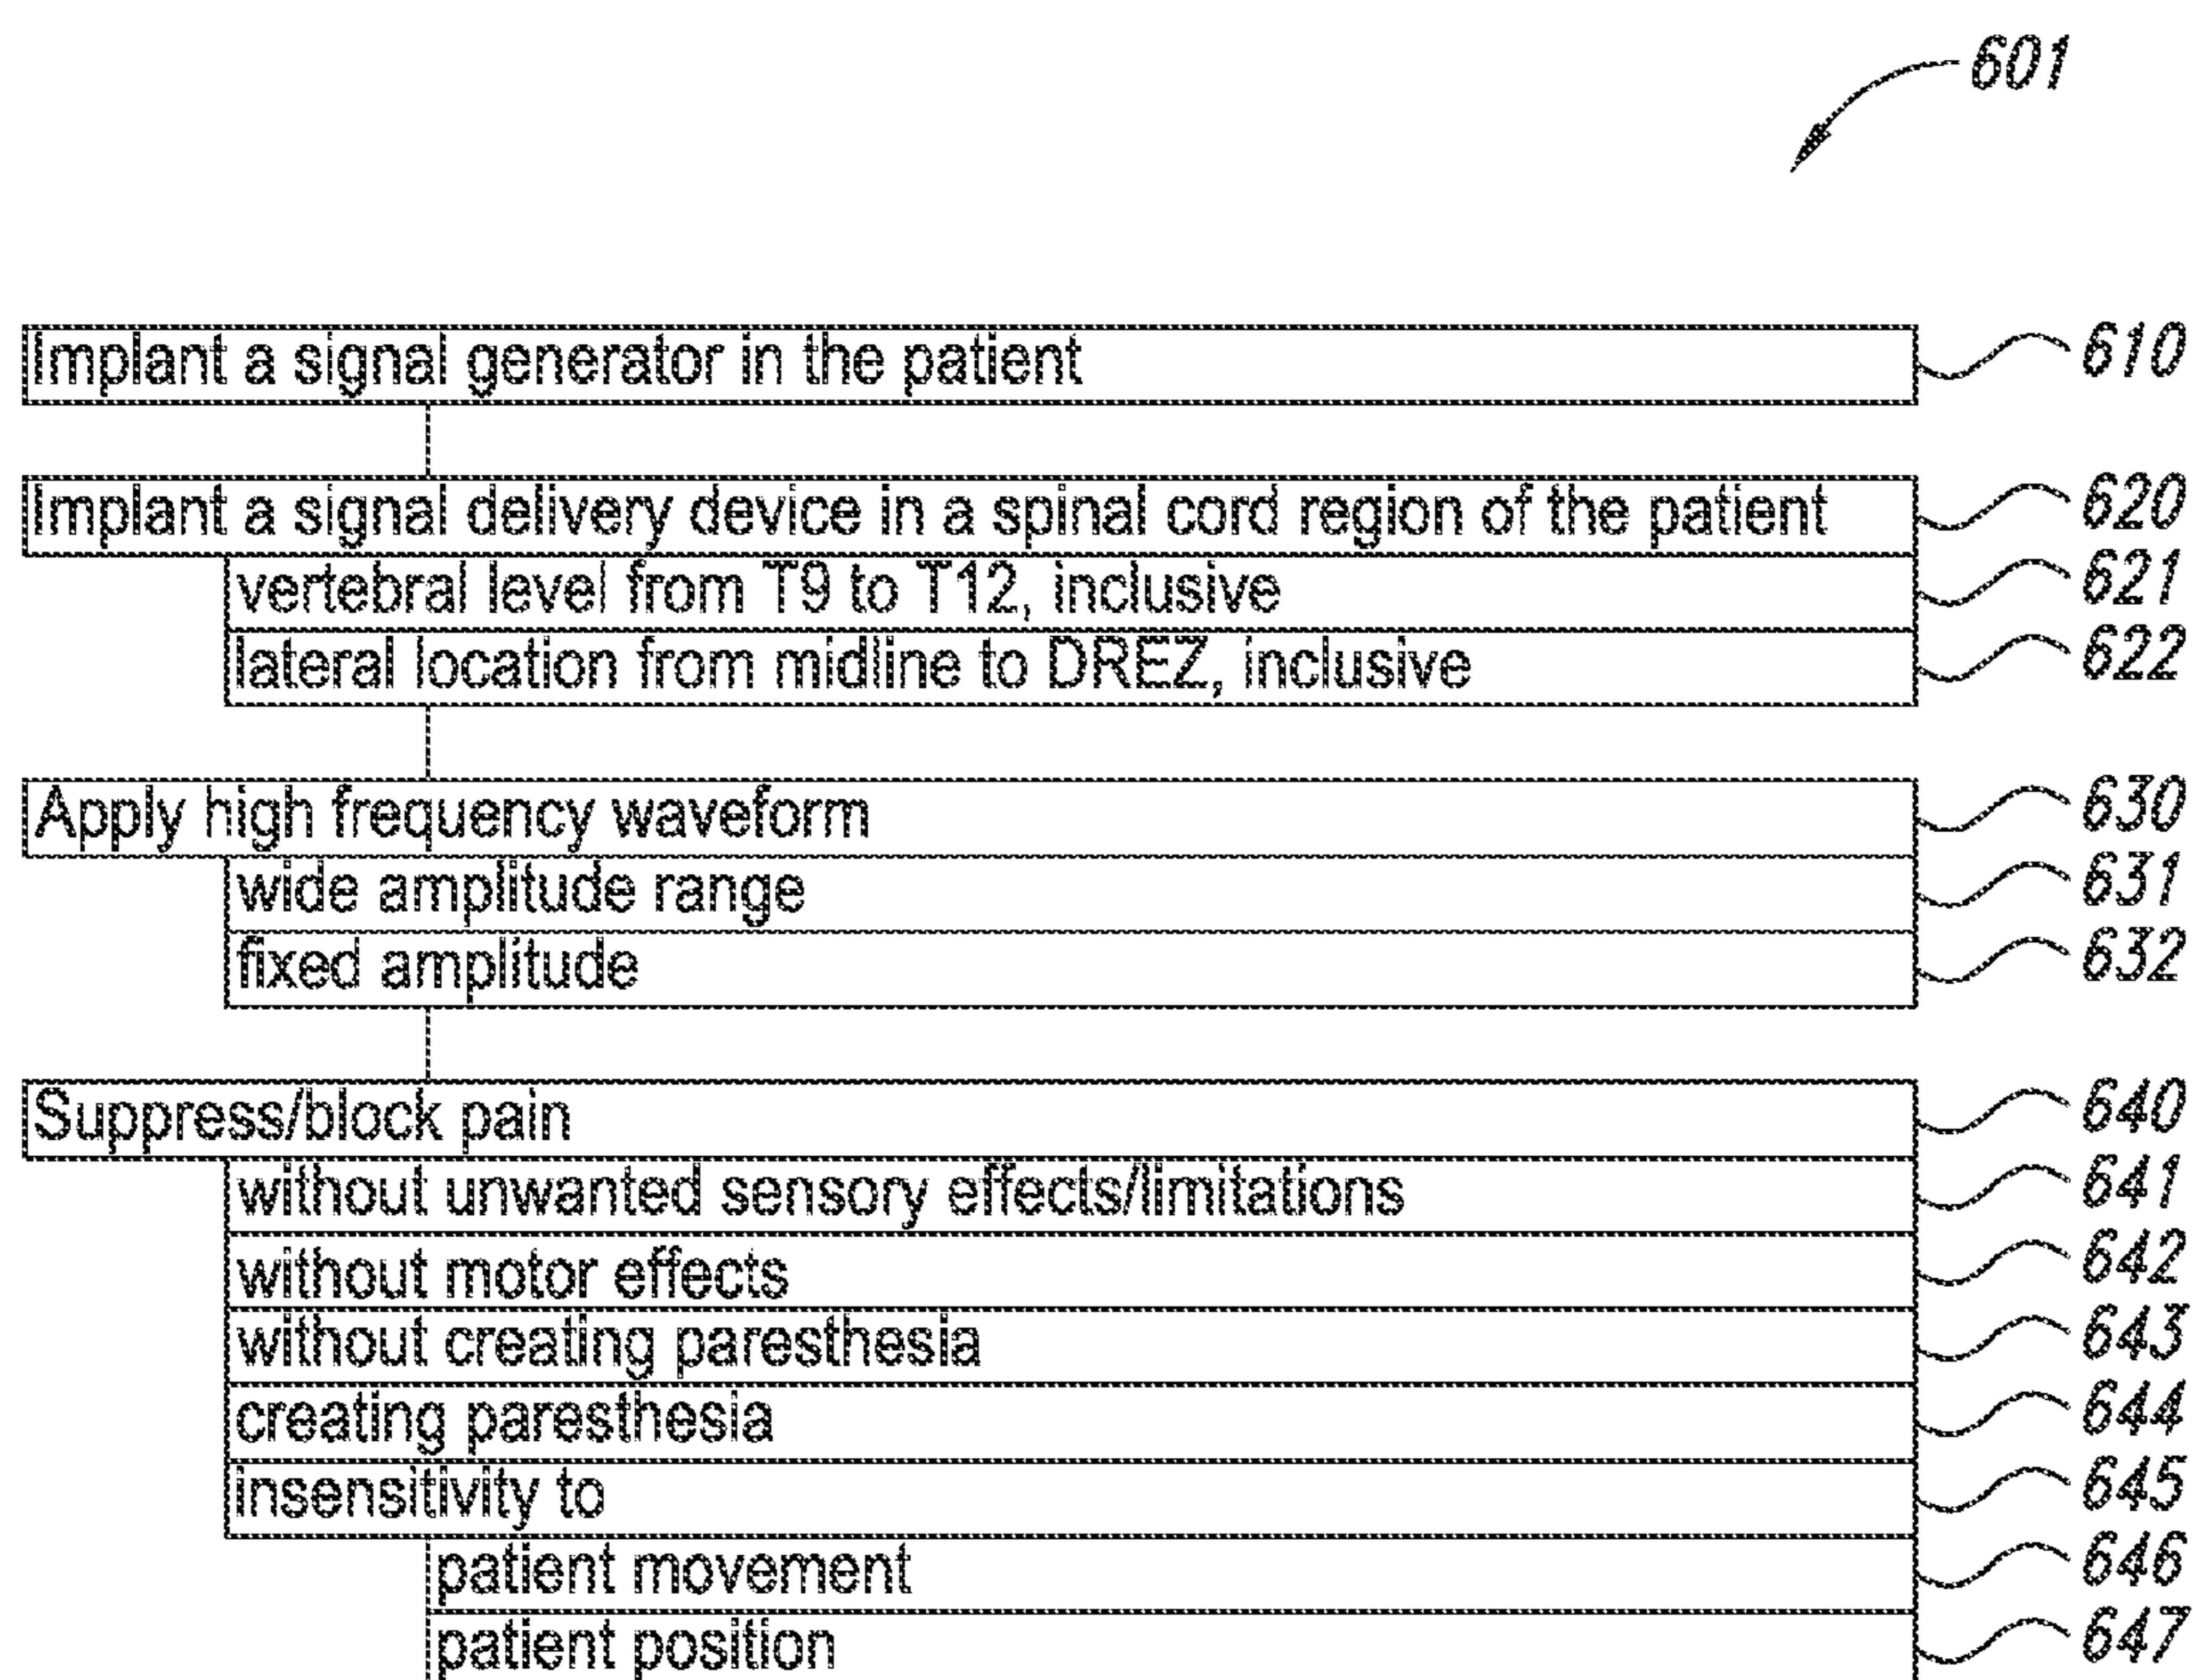 601
Implant a signal generator in the patient 610
Implant a signal delivery device in a spinal cord region of the patient 620
vertebral level from T9 to T12, inclusive 621
lateral location from midline to DREZ, inclusive 622
Apply high frequency waveform 630
wide amplitude range 631
fixed amplitude 632
Suppress/block pain 640
without unwanted sensory effects/limitations 641
without motor effects 642
without creating paresthesia 643
creating paresthesia 644
insensitivity to 645
patient movement 646
patient position 647